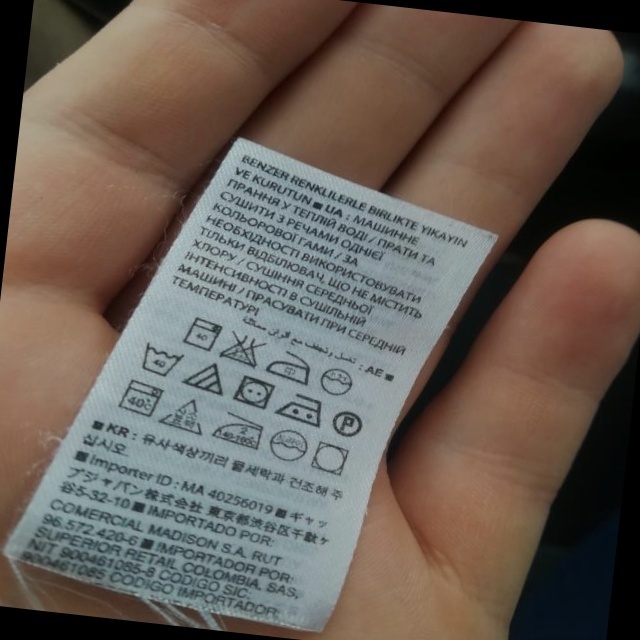 BENZER RENKLILERLE BIRLIKTE YIKAYIN
VE KURUTUN ■ UA : МАШИННЕ
ПРАННЯ У ТЕПЛІЙ ВОДІ / ПРАТИ ТА
СУШИТИ З РЕЧАМИ ОДНІЄЇ
КОЛЬОРОВОЇ ГАМИ / ЗА
НЕОБХІДНОСТІ ВИКОРИСТОВУВАТИ
ТІЛЬКИ ВІДБІЛЮВАЧ, ЩО НЕ МІСТИТЬ
ХЛОРУ / СУШІННЯ СЕРЕДНЬОЇ
ІНТЕНСИВНОСТІ В СУШИЛЬНІЙ
МАШИНІ / ПРАСУВАТИ ПРИ СЕРЕДНІЙ
ТЕМПЕРАТУРІ
■ AE :
40
P
40C
■ KR : 유사색상끼리 물세탁과 건조해 주
십시오.
■ Importer ID : MA 40256019 ■ ギャッ
プジャパン株式会社 東京都渋谷区千駄ヶ
谷5-32-10 ■ IMPORTADO POR:
COMERCIAL MADISON S.A. RUT
96.572.420-6 ■ IMPORTADOR POR:
SUPERIOR RETAIL COLOMBIA, SAS,
NIT CODIGO SIC:
CODIGO IMPORTADOR: